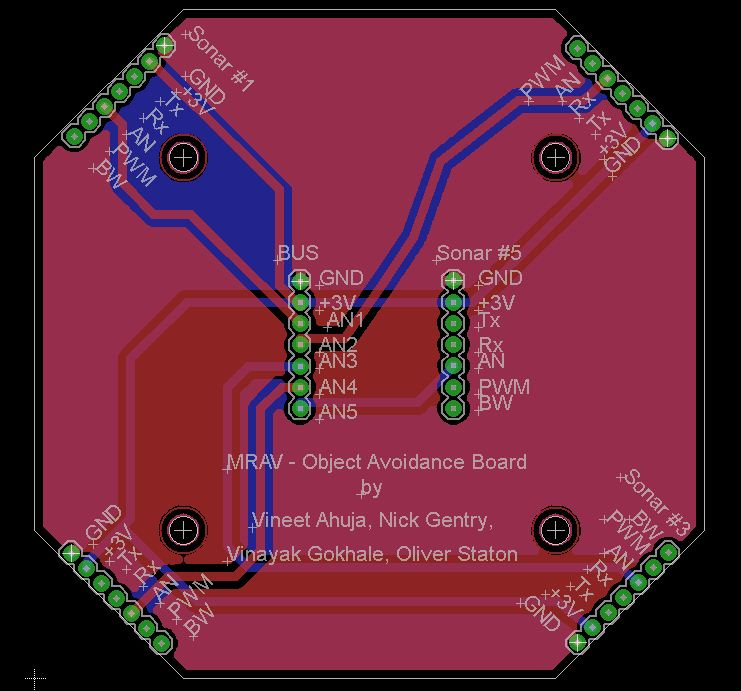 Sonar #1
GND
+3V
Tx
Rx
AN
PWM
BW
PWM
AN
Rx
Tx
+3V
GND
BUS
GND
+3V
AN1
AN2
AN3
AN4
AN5
Sonar #5
GND
+3V
Tx
Rx
AN
PWM
BW
MRAV - Object Avoidance Board
by
Vineet Ahuja, Nick Gentry,
Vinayak Gokhale, Oliver Staton
GND
+3V
Tx
Rx
AN
PWM
BW
Sonar #3
BW
PWM
AN
Rx
Tx
+3V
GND